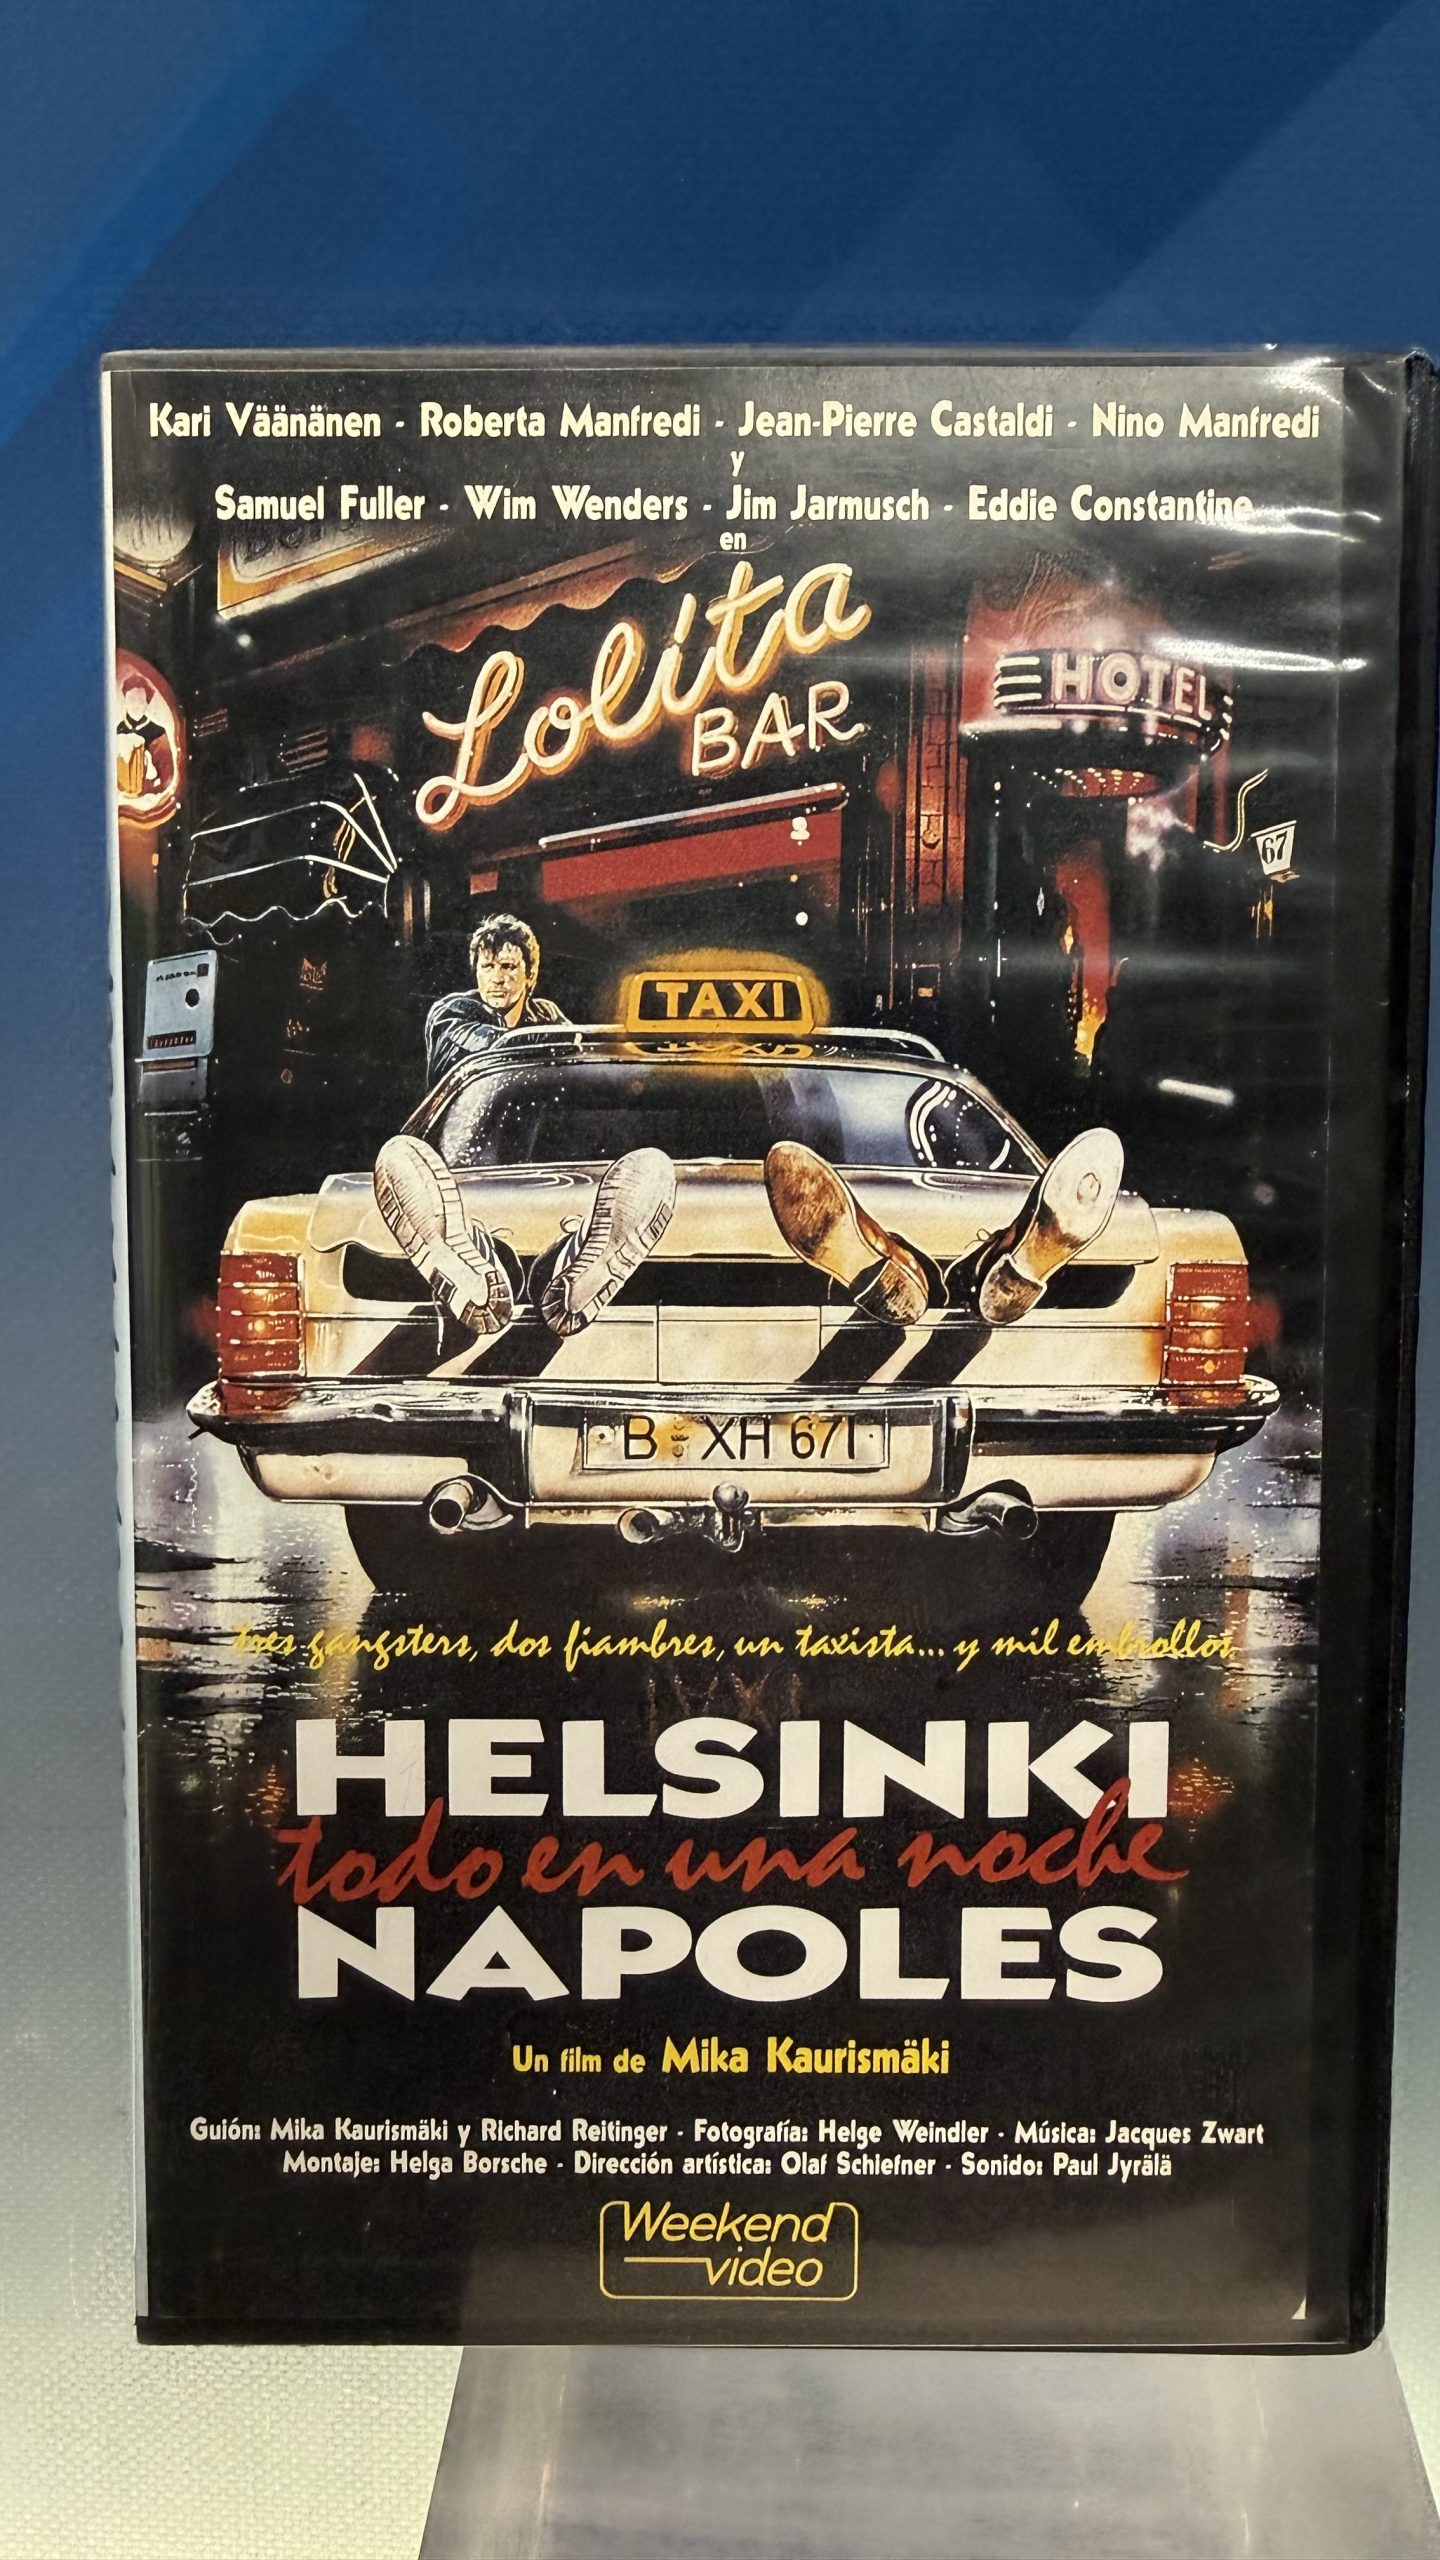 Kari Väänänen - Roberta Manfredi - Jean-Pierre Castaldi - Nino Manfredi
y
Samuel Fuller - Wim Wenders - Jim Jarmusch - Eddie Constantine
en
Lolita
BAR
HOTEL
67
TAXI
B XH 671
tres gangsters, dos fiambres, un taxista... y mil embrollos.
HELSINKI
todo en una noche
NAPOLES
Un film de Mika Kaurismäki
Guión: Mika Kaurismäki y Richard Reitinger - Fotografía: Helge Weindler - Música: Jacques Zwart
Montaje: Helga Borsche - Dirección artística: Olaf Schiefner - Sonido: Paul Jyrälä
Weekend
video